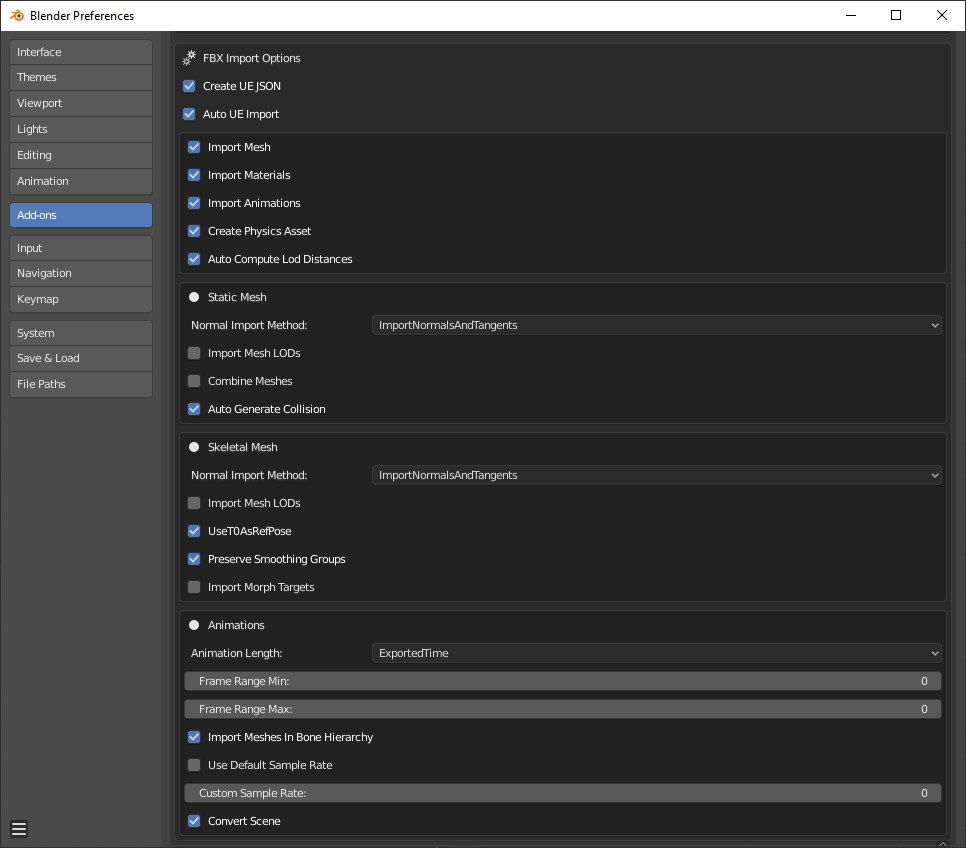 Blender Preferences
Interface
Themes
Viewport
Lights
Editing
Animation
Add-ons
Input
Navigation
Keymap
System
Save & Load
File Paths
FBX Import Options
Create UE JSON
Auto UE Import
Import Mesh
Import Materials
Import Animations
Create Physics Asset
Auto Compute Lod Distances
Static Mesh
Normal Import Method: ImportNormalsAndTangents
Import Mesh LODs
Combine Meshes
Auto Generate Collision
Skeletal Mesh
Normal Import Method: ImportNormalsAndTangents
Import Mesh LODs
UseT0AsRefPose
Preserve Smoothing Groups
Import Morph Targets
Animations
Animation Length: ExportedTime
Frame Range Min: 0
Frame Range Max: 0
Import Meshes In Bone Hierarchy
Use Default Sample Rate
Custom Sample Rate: 0
Convert Scene